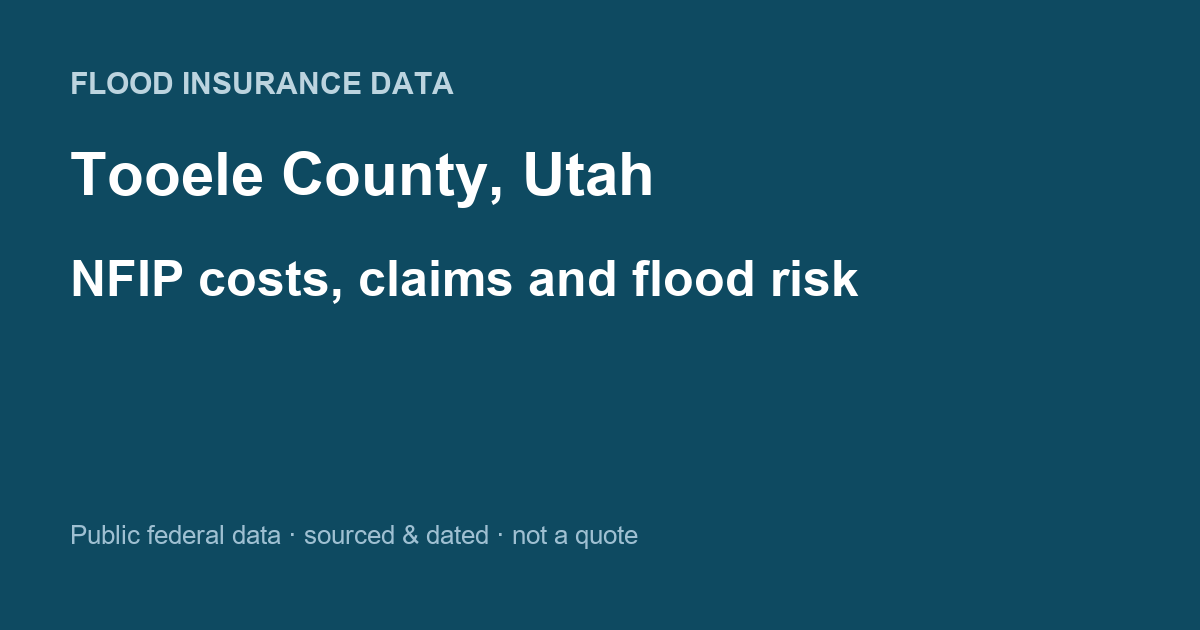 FLOOD INSURANCE DATA
Tooele County, Utah
NFIP costs, claims and flood risk
Public federal data · sourced & dated · not a quote